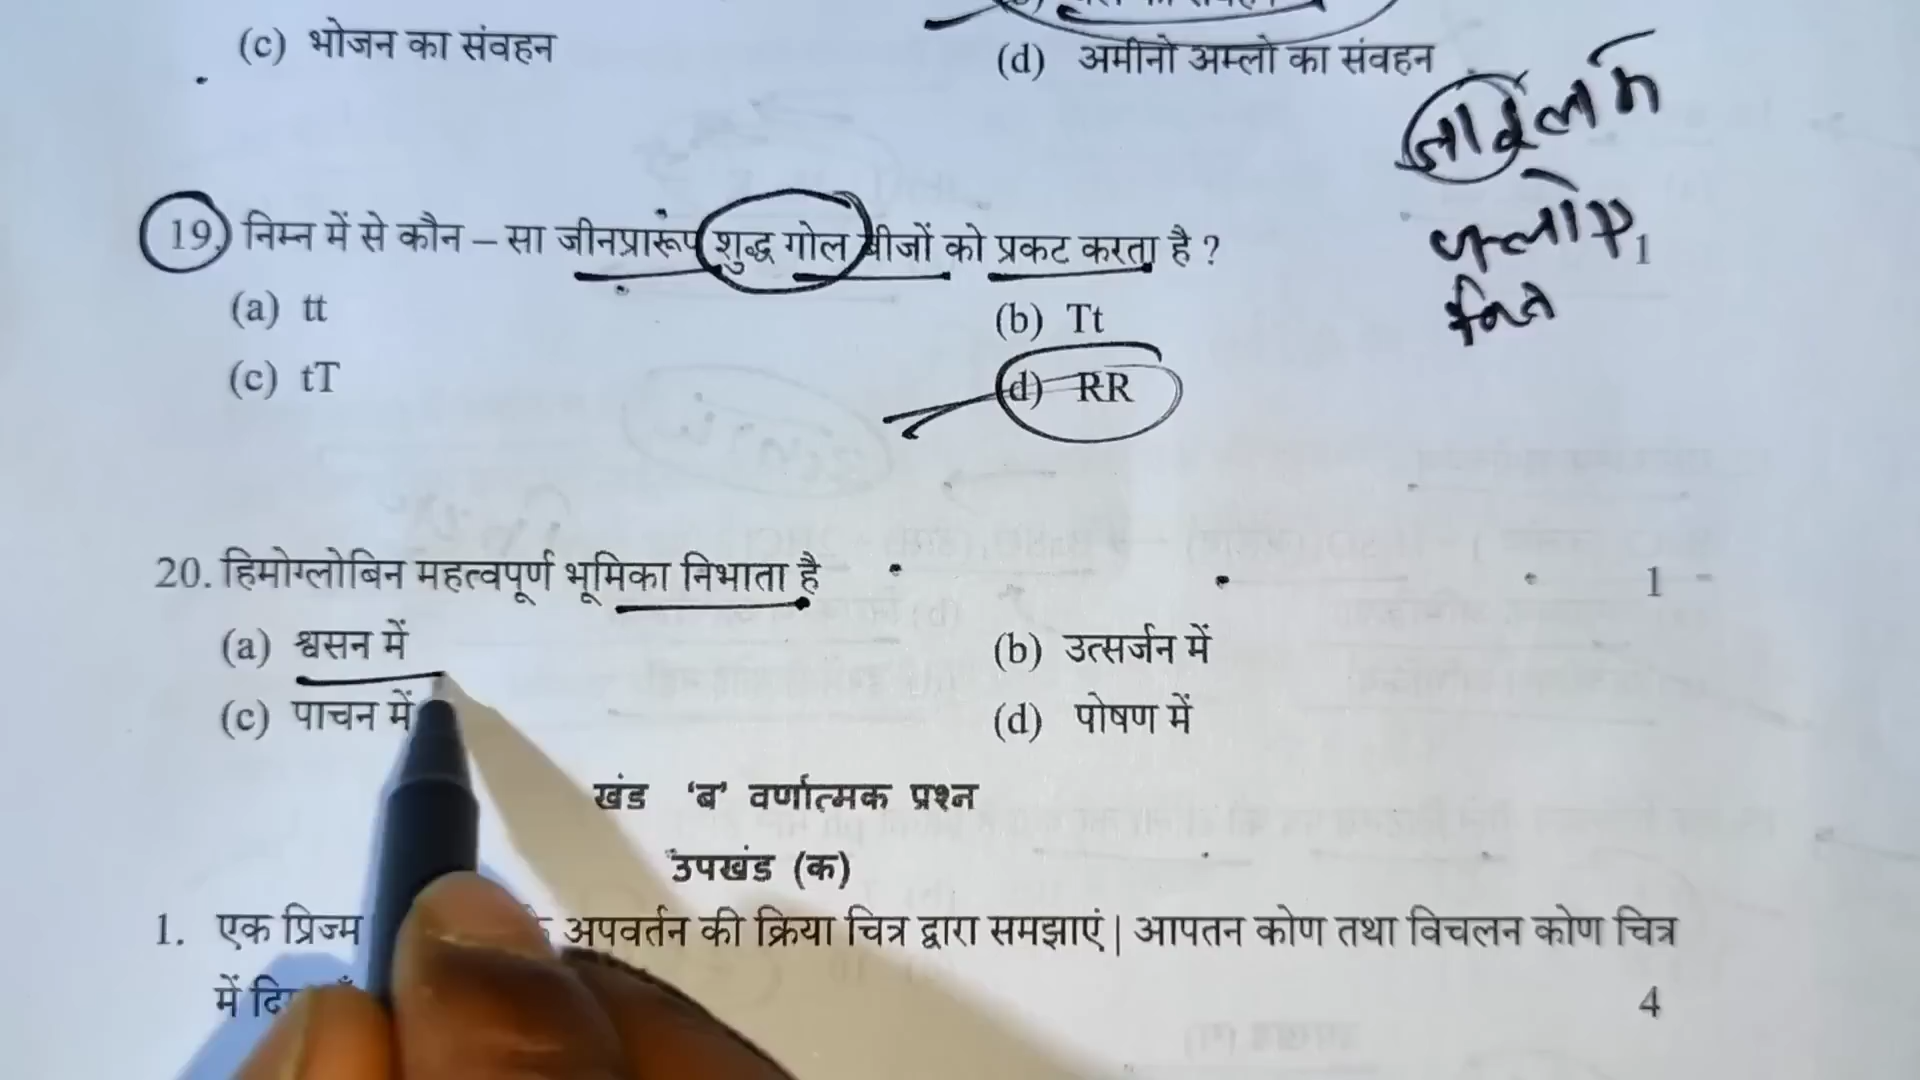 (c) भोजन का संवहन
(d) अमीनो अम्लो का संवहन
जाईलम
19. निम्न में से कौन – सा जीनप्रारूप शुद्ध गोल बीजों को प्रकट करता है ? 1
(a) tt
(b) Tt
(c) tT
(d) RR
20. हिमोग्लोबिन महत्वपूर्ण भूमिका निभाता है 1
(a) श्वसन में
(b) उत्सर्जन में
(c) पाचन में
(d) पोषण में
खंड ‘ब’ वर्णात्मक प्रश्न
उपखंड (क)
1. एक प्रिज्म अपवर्तन की क्रिया चित्र द्वारा समझाएं | आपतन कोण तथा विचलन कोण चित्र
में 4